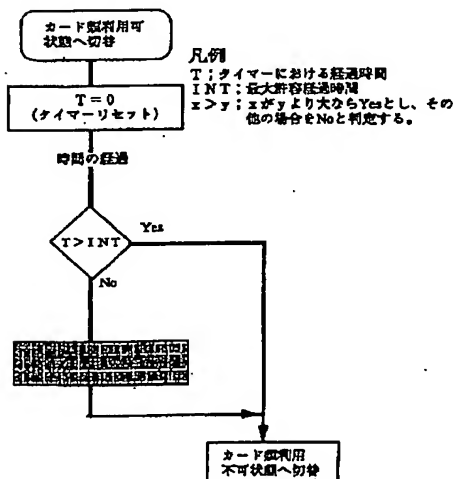 カード類利用可
状態へ切替
凡例
T；タイマーにおける経過時間
INT；最大許容経過時間
x＞y；xがyより大ならYesとし、その
他の場合をNoと判定する。
T＝0
(タイマーリセット)
時間の経過
T＞INT
Yes
No
カード類利用
不可状態へ切替